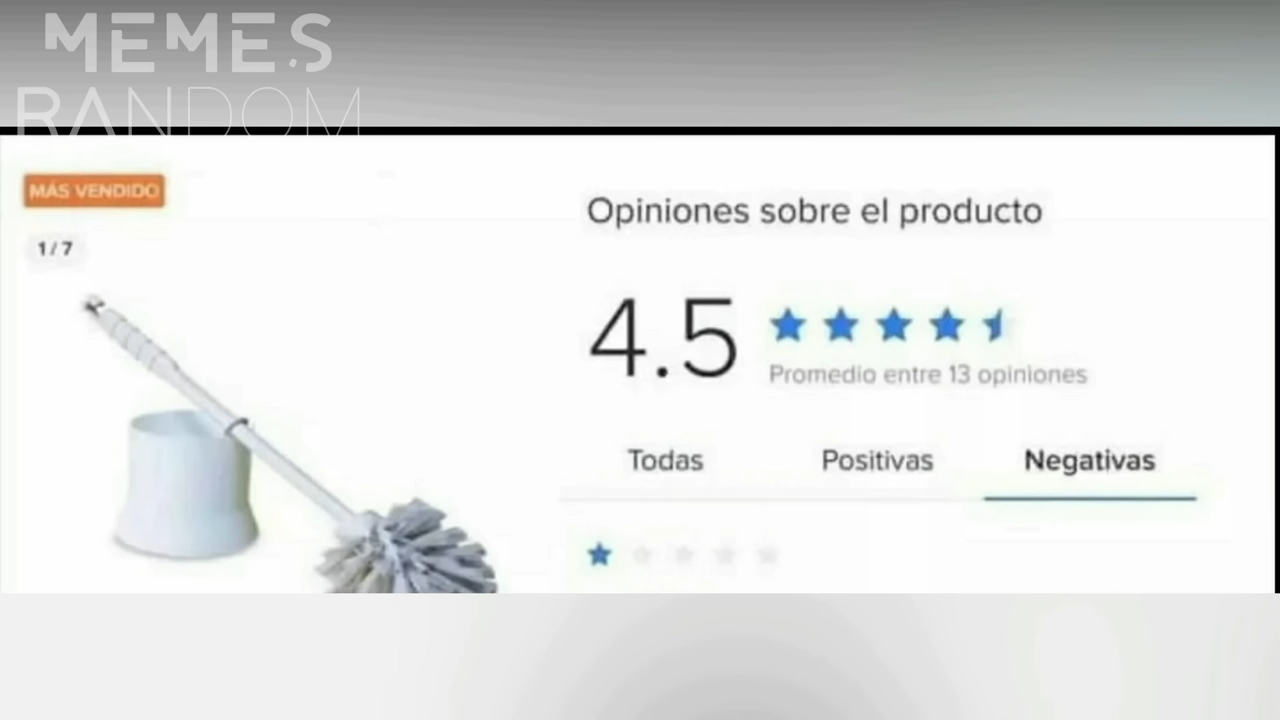 MEMES
RANDOM
MÁS VENDIDO
1 / 7
Opiniones sobre el producto
4.5
Promedio entre 13 opiniones
Todas
Positivas
Negativas